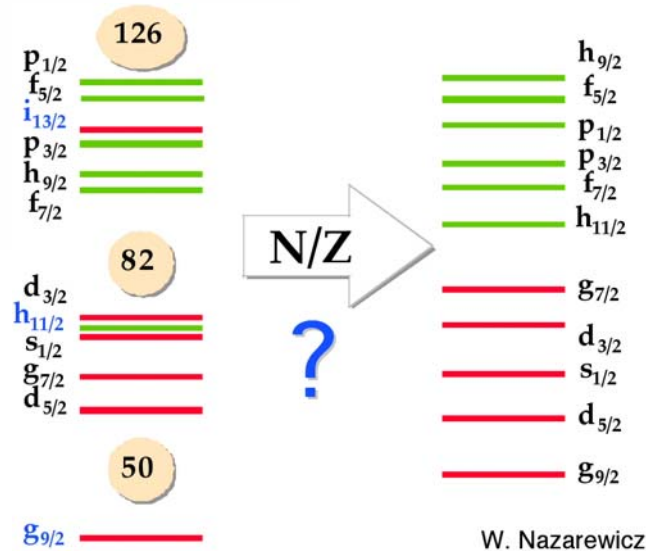 126
p1/2
f5/2
i13/2
p3/2
h9/2
f7/2
82
d3/2
h11/2
s1/2
g7/2
d5/2
50
g9/2
N/Z
?
h9/2
f5/2
p1/2
p3/2
f7/2
h11/2
g7/2
d3/2
s1/2
d5/2
g9/2
W. Nazarewicz